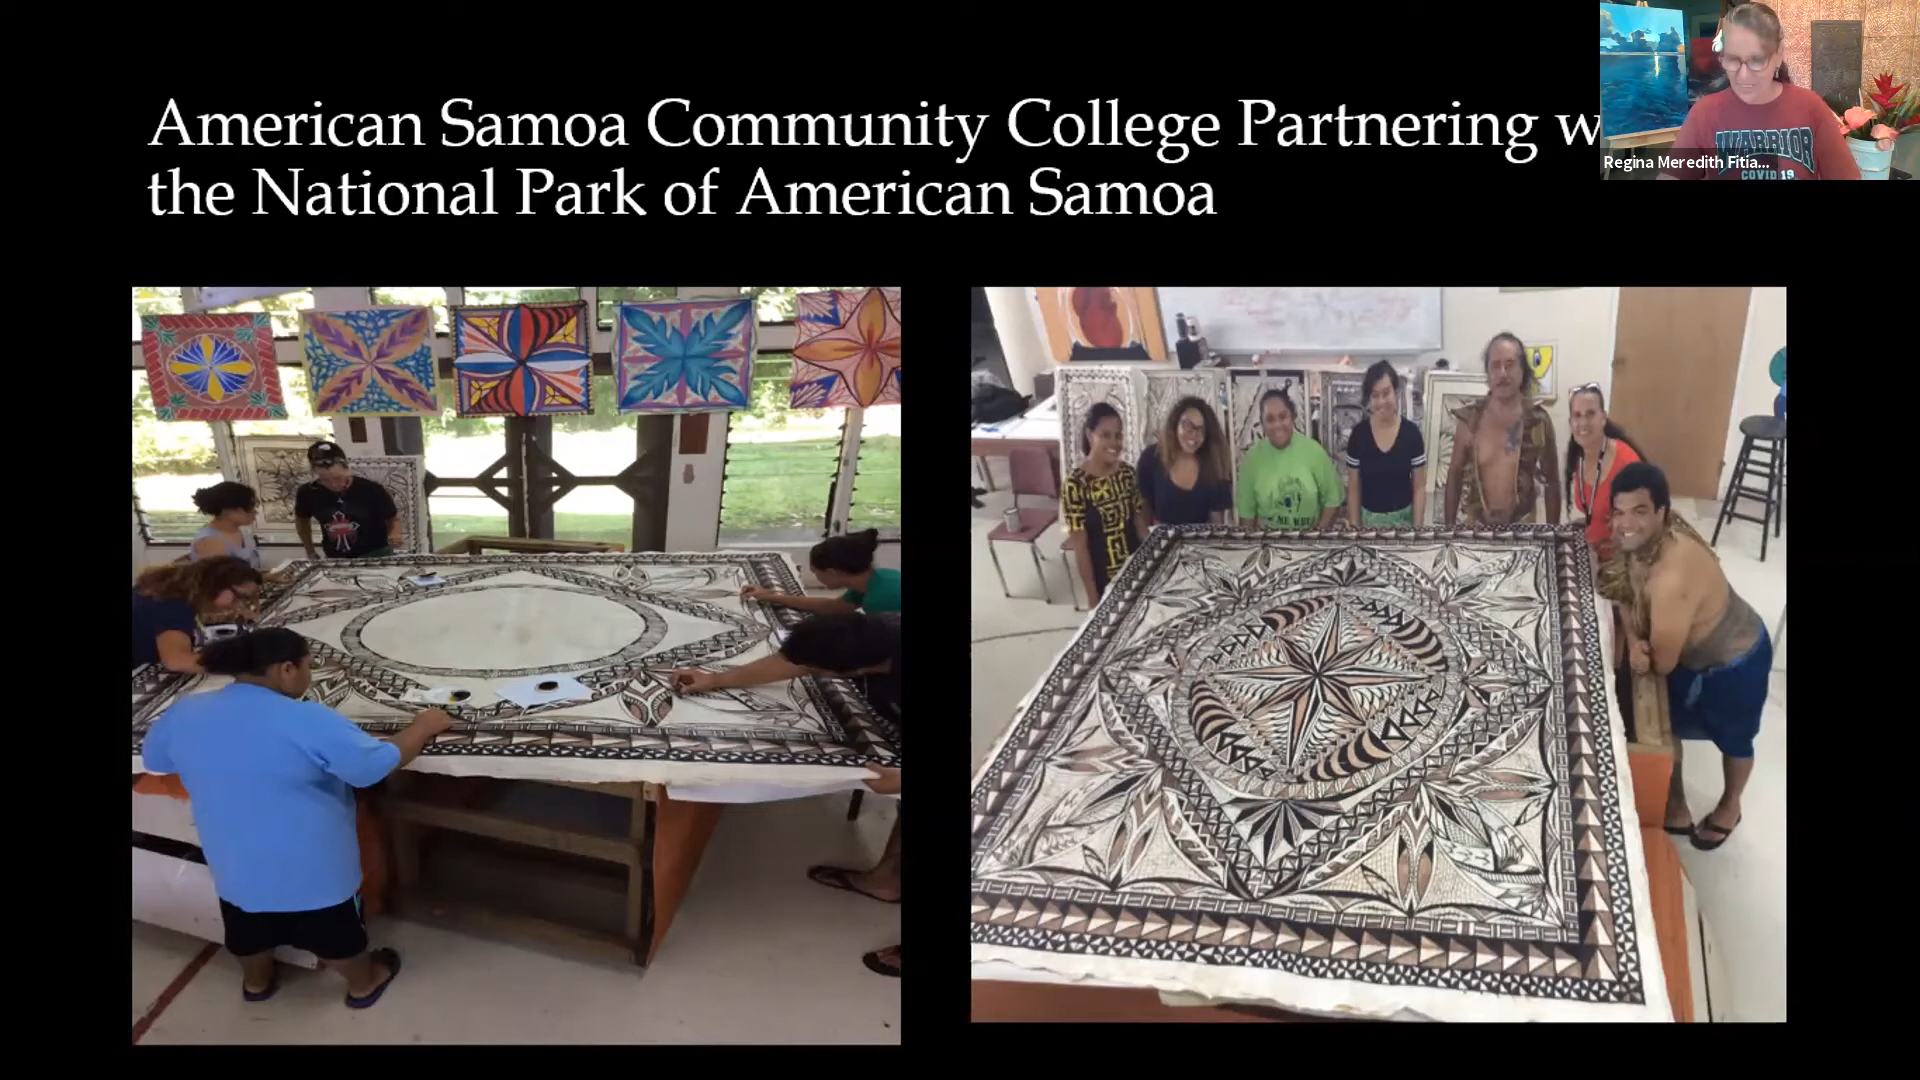 American Samoa Community College Partnering w
the National Park of American Samoa
Regina Meredith Fitia...
WARRIOR
COVID 19